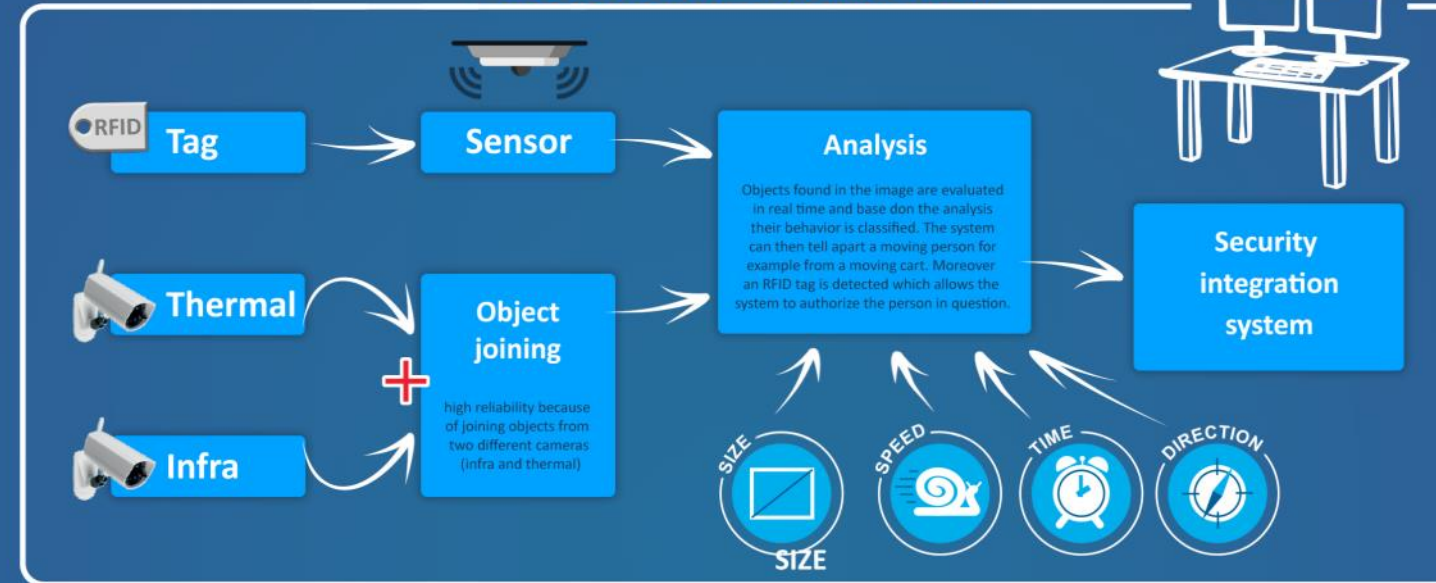 RFID
Tag
Sensor
Analysis
Objects found in the image are evaluated
in real time and base don the analysis
their behavior is classified. The system
can then tell apart a moving person for
example from a moving cart. Moreover
an RFID tag is detected which allows the
system to authorize the person in question.
Security
integration
system
Thermal
Object
joining
high reliability because
of joining objects from
two different cameras
(infra and thermal)
Infra
SIZE
SIZE
SPEED
TIME
DIRECTION